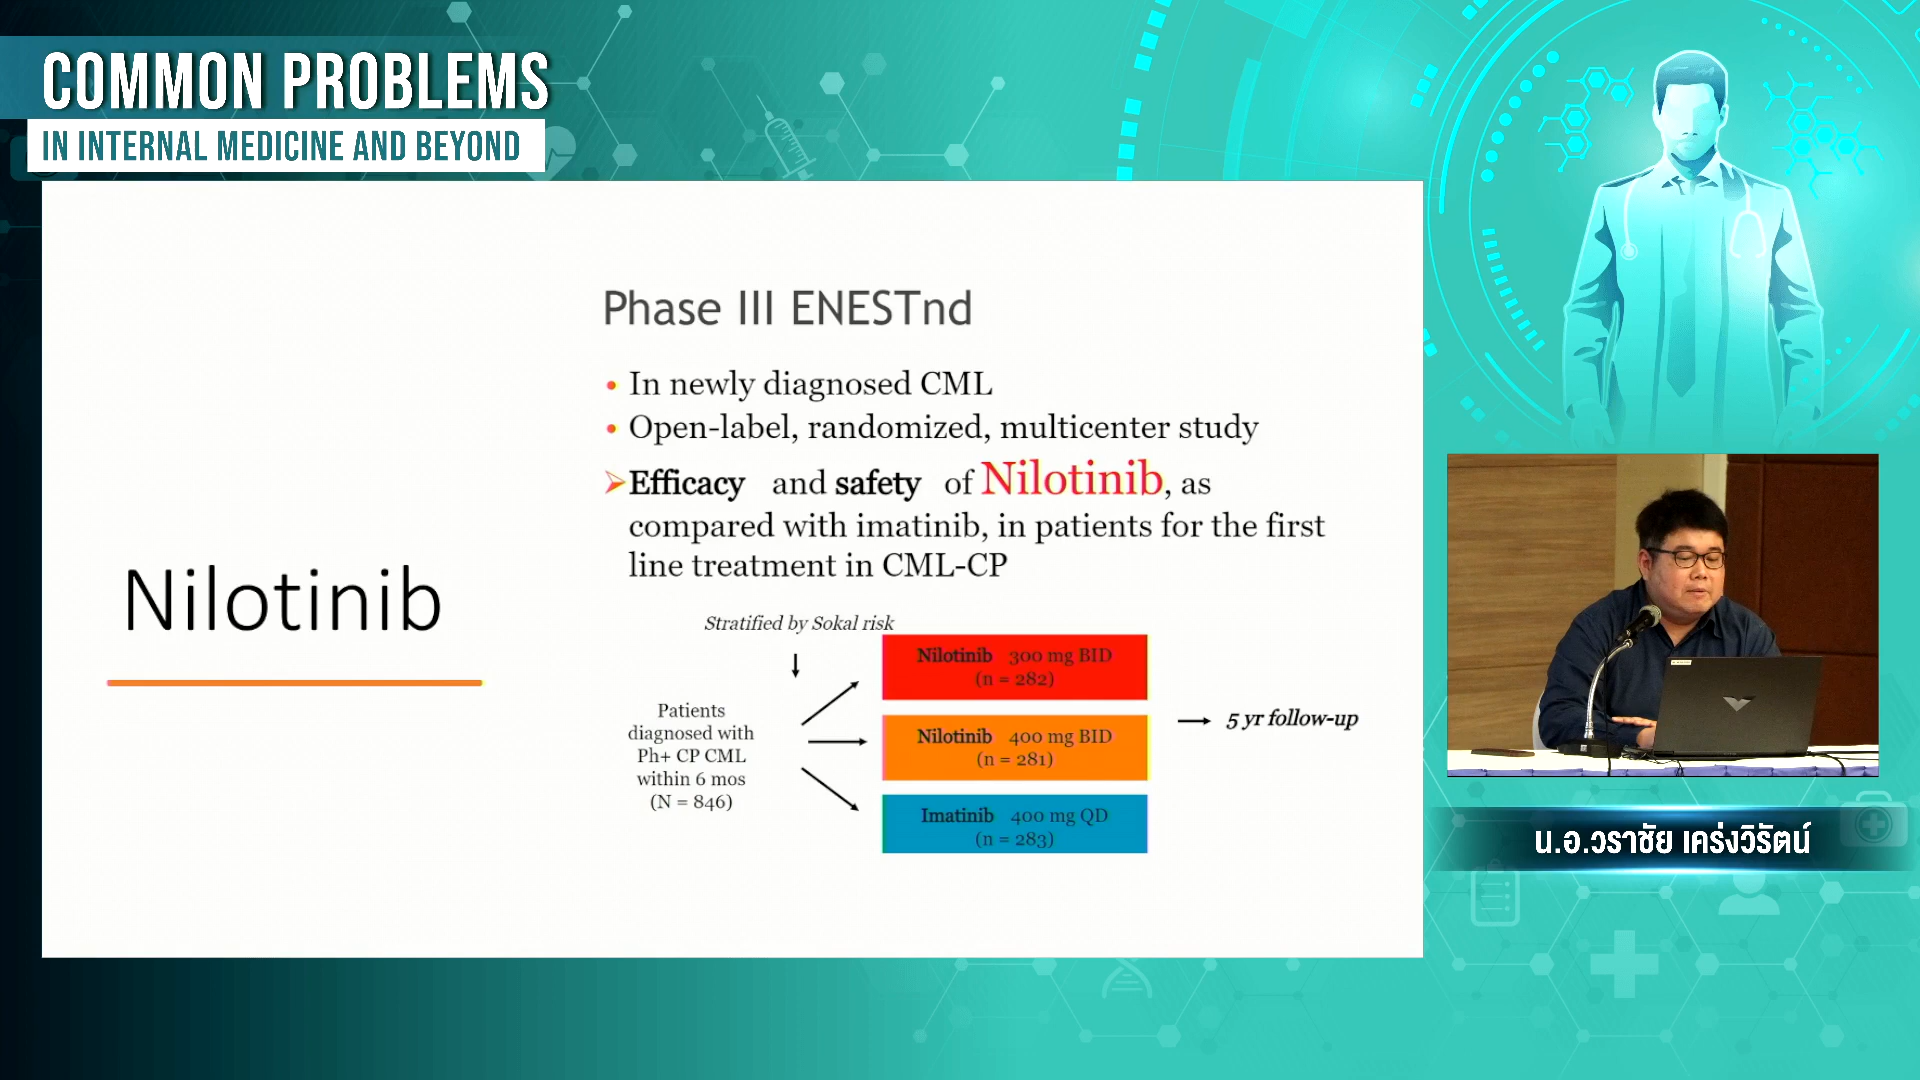 COMMON PROBLEMS
IN INTERNAL MEDICINE AND BEYOND
Nilotinib
Phase III ENESTnd
• In newly diagnosed CML
• Open-label, randomized, multicenter study
➢Efficacy and safety of Nilotinib, as
compared with imatinib, in patients for the first
line treatment in CML-CP
Stratified by Sokal risk
Patients
diagnosed with
Ph+ CP CML
within 6 mos
(N = 846)
Nilotinib 300 mg BID
(n = 282)
Nilotinib 400 mg BID
(n = 281)
Imatinib 400 mg QD
(n = 283)
5 yr follow-up
น.อ.วราชัย เคร่งวิรัตน์